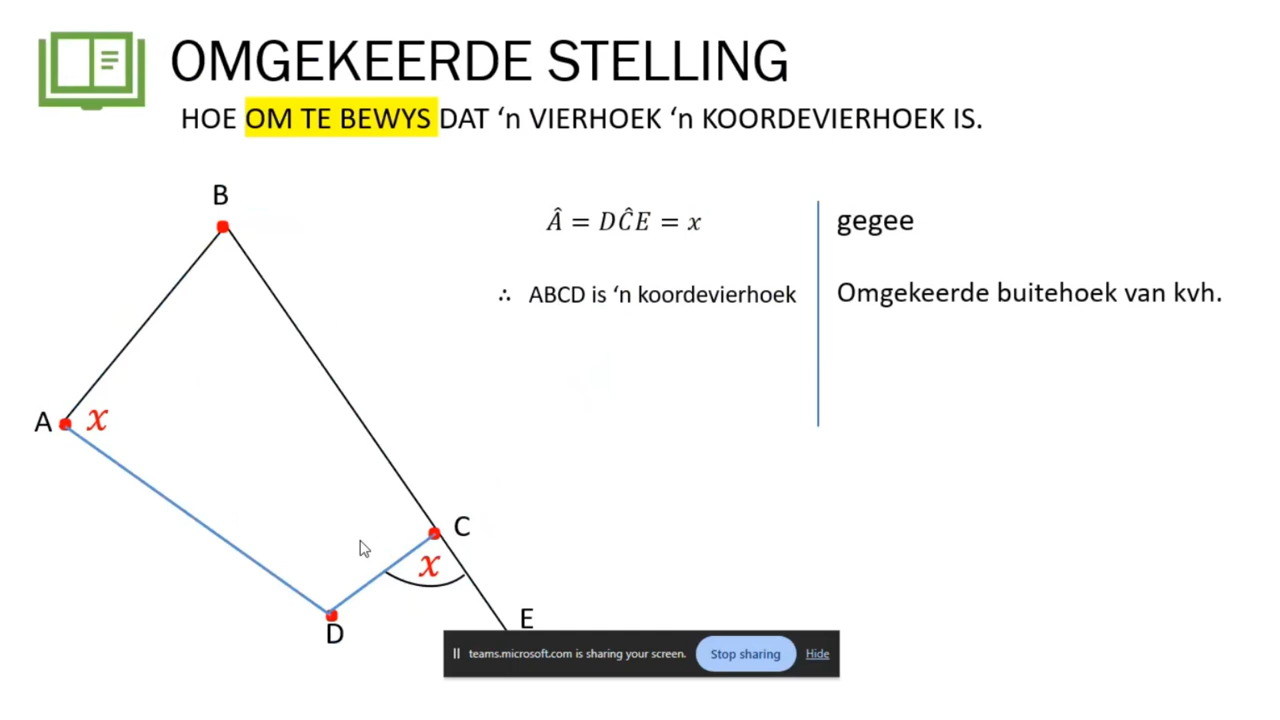 OMGEKEERDE STELLING
HOE OM TE BEWYS DAT ‘n VIERHOEK ‘n KOORDEVIERHOEK IS.
B
Â = DĈE = x
gegee
∴ ABCD is ‘n koordevierhoek
Omgekeerde buitehoek van kvh.
A
x
C
x
D
E
teams.microsoft.com is sharing your screen.
Stop sharing
Hide